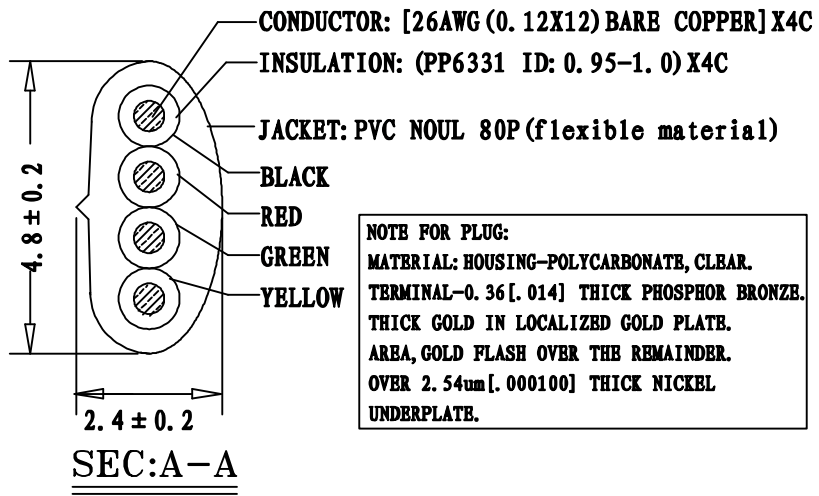 CONDUCTOR: [26AWG(0.12X12)BARE COPPER]X4C
INSULATION: (PP6331 ID:0.95-1.0)X4C
JACKET:PVC NOUL 80P(flexible material)
BLACK
RED
GREEN
YELLOW
4.8±0.2
2.4±0.2
SEC:A-A
NOTE FOR PLUG:
MATERIAL:HOUSING-POLYCARBONATE,CLEAR.
TERMINAL-0.36[.014] THICK PHOSPHOR BRONZE.
THICK GOLD IN LOCALIZED GOLD PLATE.
AREA,GOLD FLASH OVER THE REMAINDER.
OVER 2.54um[.000100] THICK NICKEL
UNDERPLATE.